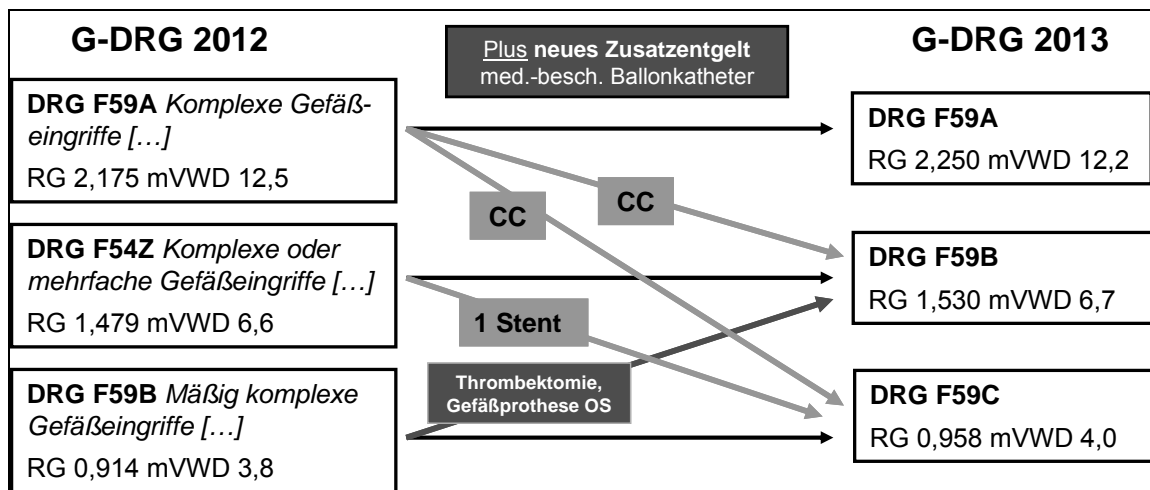 G-DRG 2012
Plus neues Zusatzentgelt
med.-besch. Ballonkatheter
G-DRG 2013
DRG F59A Komplexe Gefäß-
eingriffe [...]
RG 2,175 mVWD 12,5
DRG F59A
RG 2,250 mVWD 12,2
CC
CC
DRG F54Z Komplexe oder
mehrfache Gefäßeingriffe [...]
RG 1,479 mVWD 6,6
DRG F59B
RG 1,530 mVWD 6,7
1 Stent
Thrombektomie,
Gefäßprothese OS
DRG F59B Mäßig komplexe
Gefäßeingriffe [...]
RG 0,914 mVWD 3,8
DRG F59C
RG 0,958 mVWD 4,0